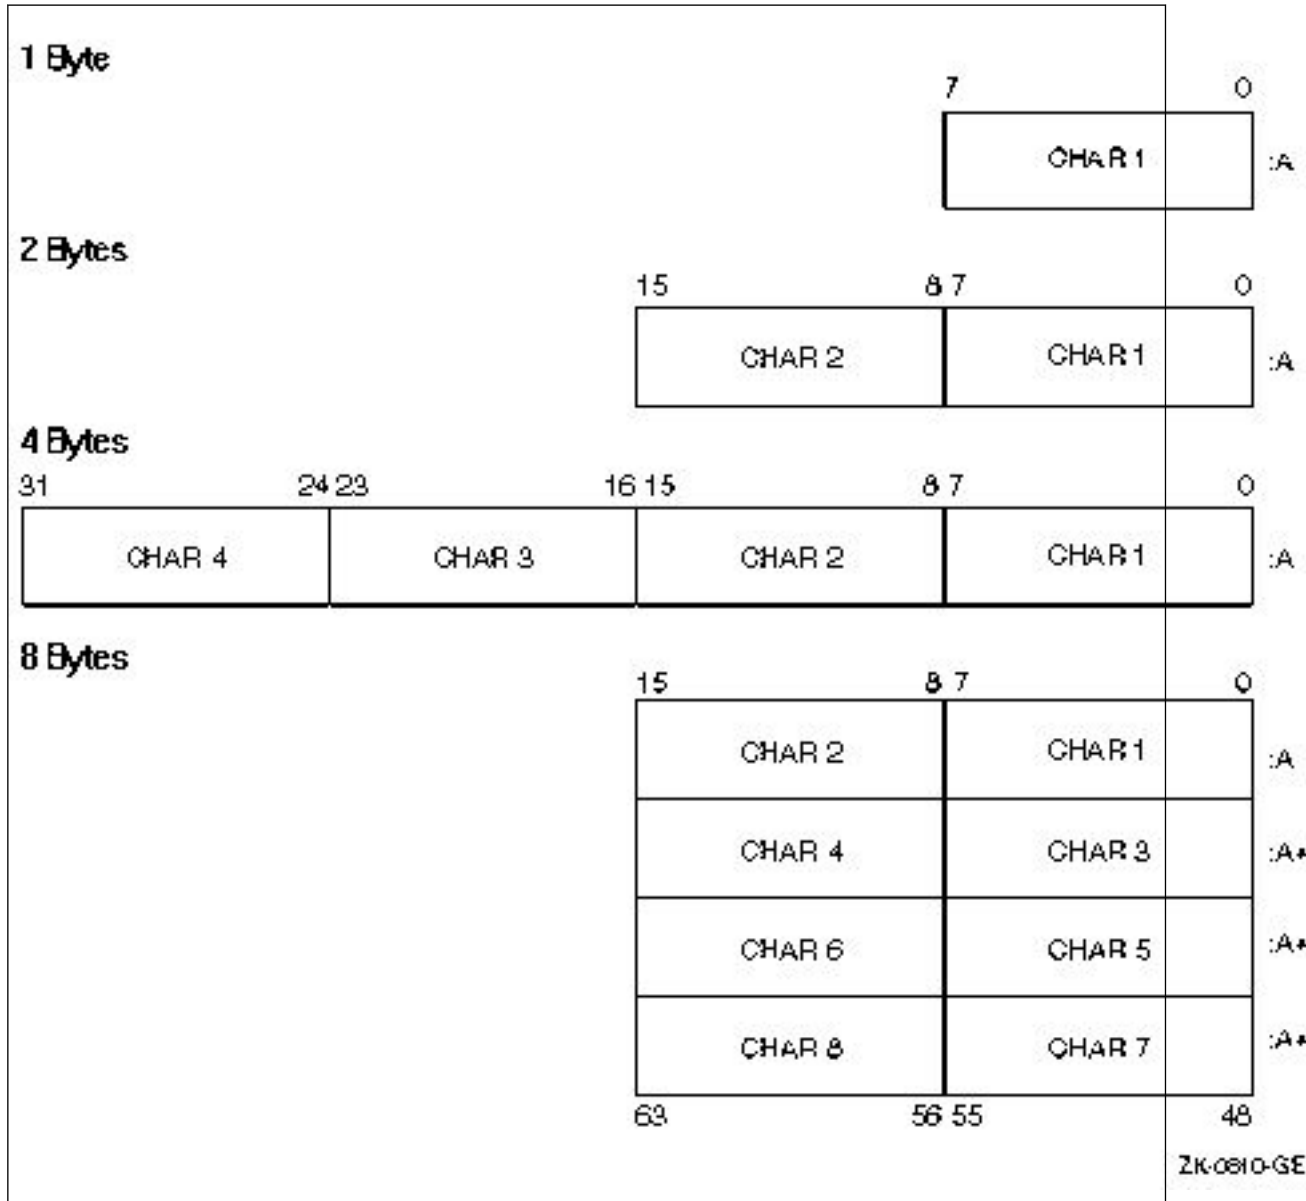 1 Byte
7 0
CHAR 1 :A
2 Bytes
15 8 7 0
CHAR 2 CHAR 1 :A
4 Bytes
31 24 23 16 15 8 7 0
CHAR 4 CHAR 3 CHAR 2 CHAR 1 :A
8 Bytes
15 8 7 0
CHAR 2 CHAR 1 :A
CHAR 4 CHAR 3 :A+
CHAR 6 CHAR 5 :A+
CHAR 8 CHAR 7 :A+
63 56 55 48
ZK-0810-GE